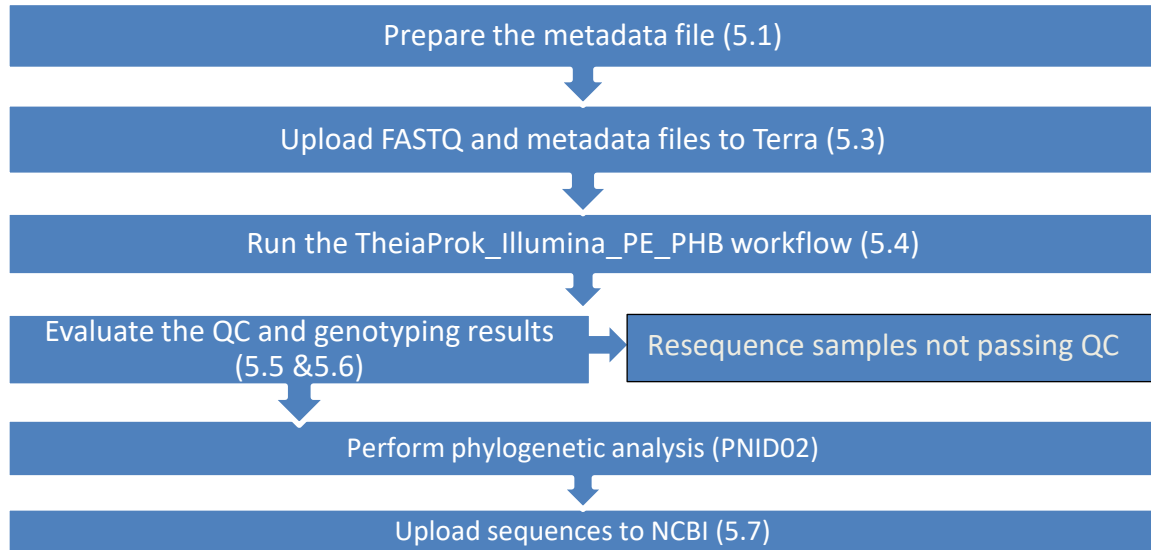 Prepare the metadata file (5.1)
Upload FASTQ and metadata files to Terra (5.3)
Run the TheiaProk_Illumina_PE_PHB workflow (5.4)
Evaluate the QC and genotyping results
(5.5 &5.6)
Resequence samples not passing QC
Perform phylogenetic analysis (PNID02)
Upload sequences to NCBI (5.7)